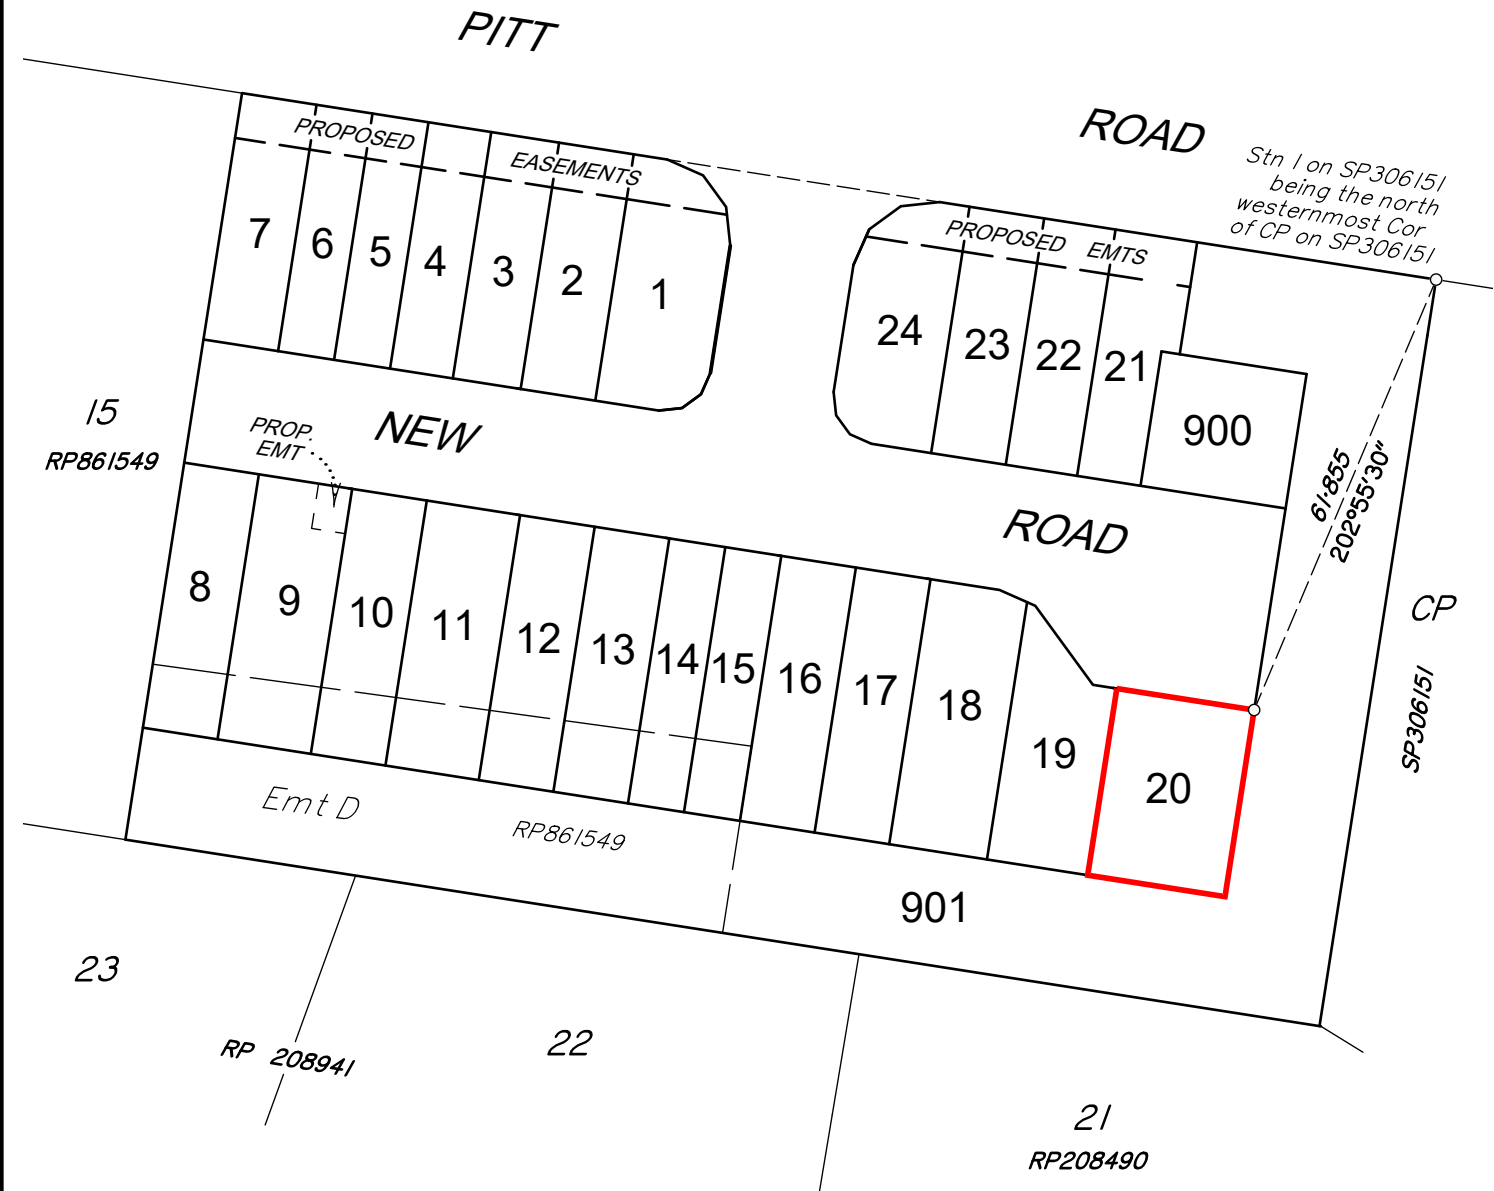 PITT
ROAD
Stn 1 on SP306151
being the north
westernmost Cor
of CP on SP306151
PROPOSED
EASEMENTS
PROPOSED EMTS
7
6
5
4
3
2
1
24
23
22
21
900
15
RP861549
PROP.
EMT
NEW
ROAD
61·855
202°55'30"
8
9
10
11
12
13
14
15
16
17
18
19
20
CP
SP306151
Emt D
RP861549
901
23
RP 208941
22
21
RP208490